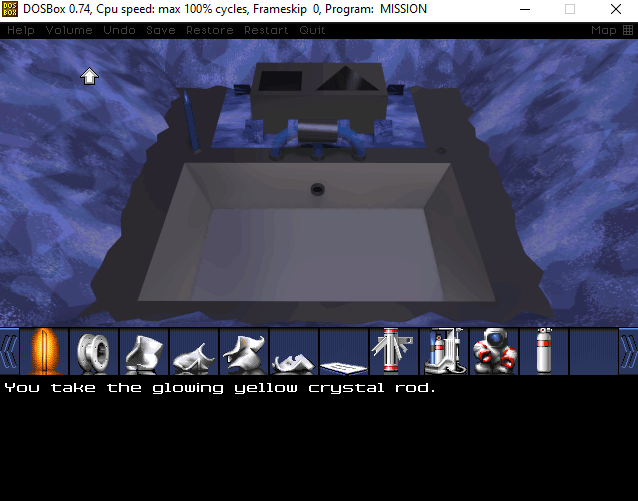 DOSBox 0.74, Cpu speed: max 100% cycles, Frameskip 0, Program: MISSION
Help Volume Undo Save Restore Restart Quit Map
You take the glowing yellow crystal rod.